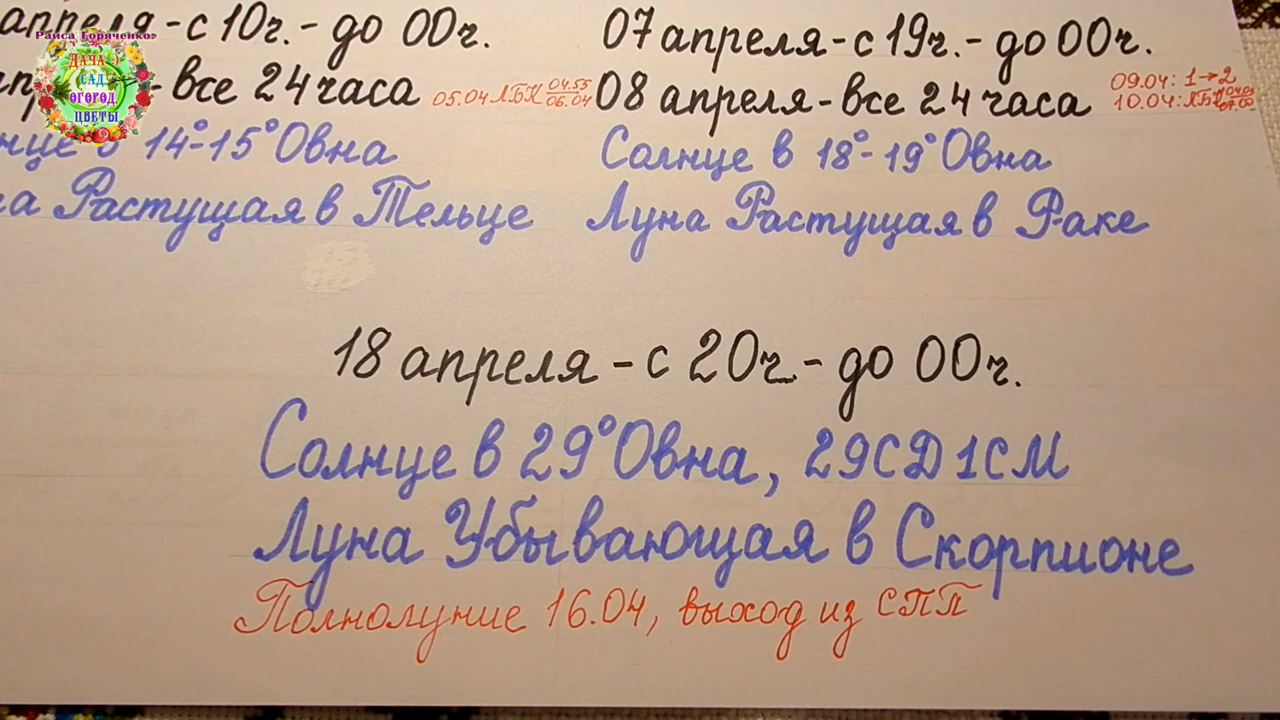 Раиса Горяченко:
ДАЧА
САД
ОГОРОД
ЦВЕТЫ
апреля - с 10ч. - до 00ч.
- все 24 часа
05.04 ЛБК 04.55 06.04
14° - 15° Овна
Растущая в Тельце
07 апреля - с 19ч. - до 00ч.
08 апреля - все 24 часа
09.04: 1→2
10.04: ЛБК
Солнце в 18° - 19° Овна
Луна Растущая в Раке
18 апреля - с 20ч. - до 00ч.
Солнце в 29° Овна, 29СД1СМ
Луна Убывающая в Скорпионе
Полнолуние 16.04, выход из СПП